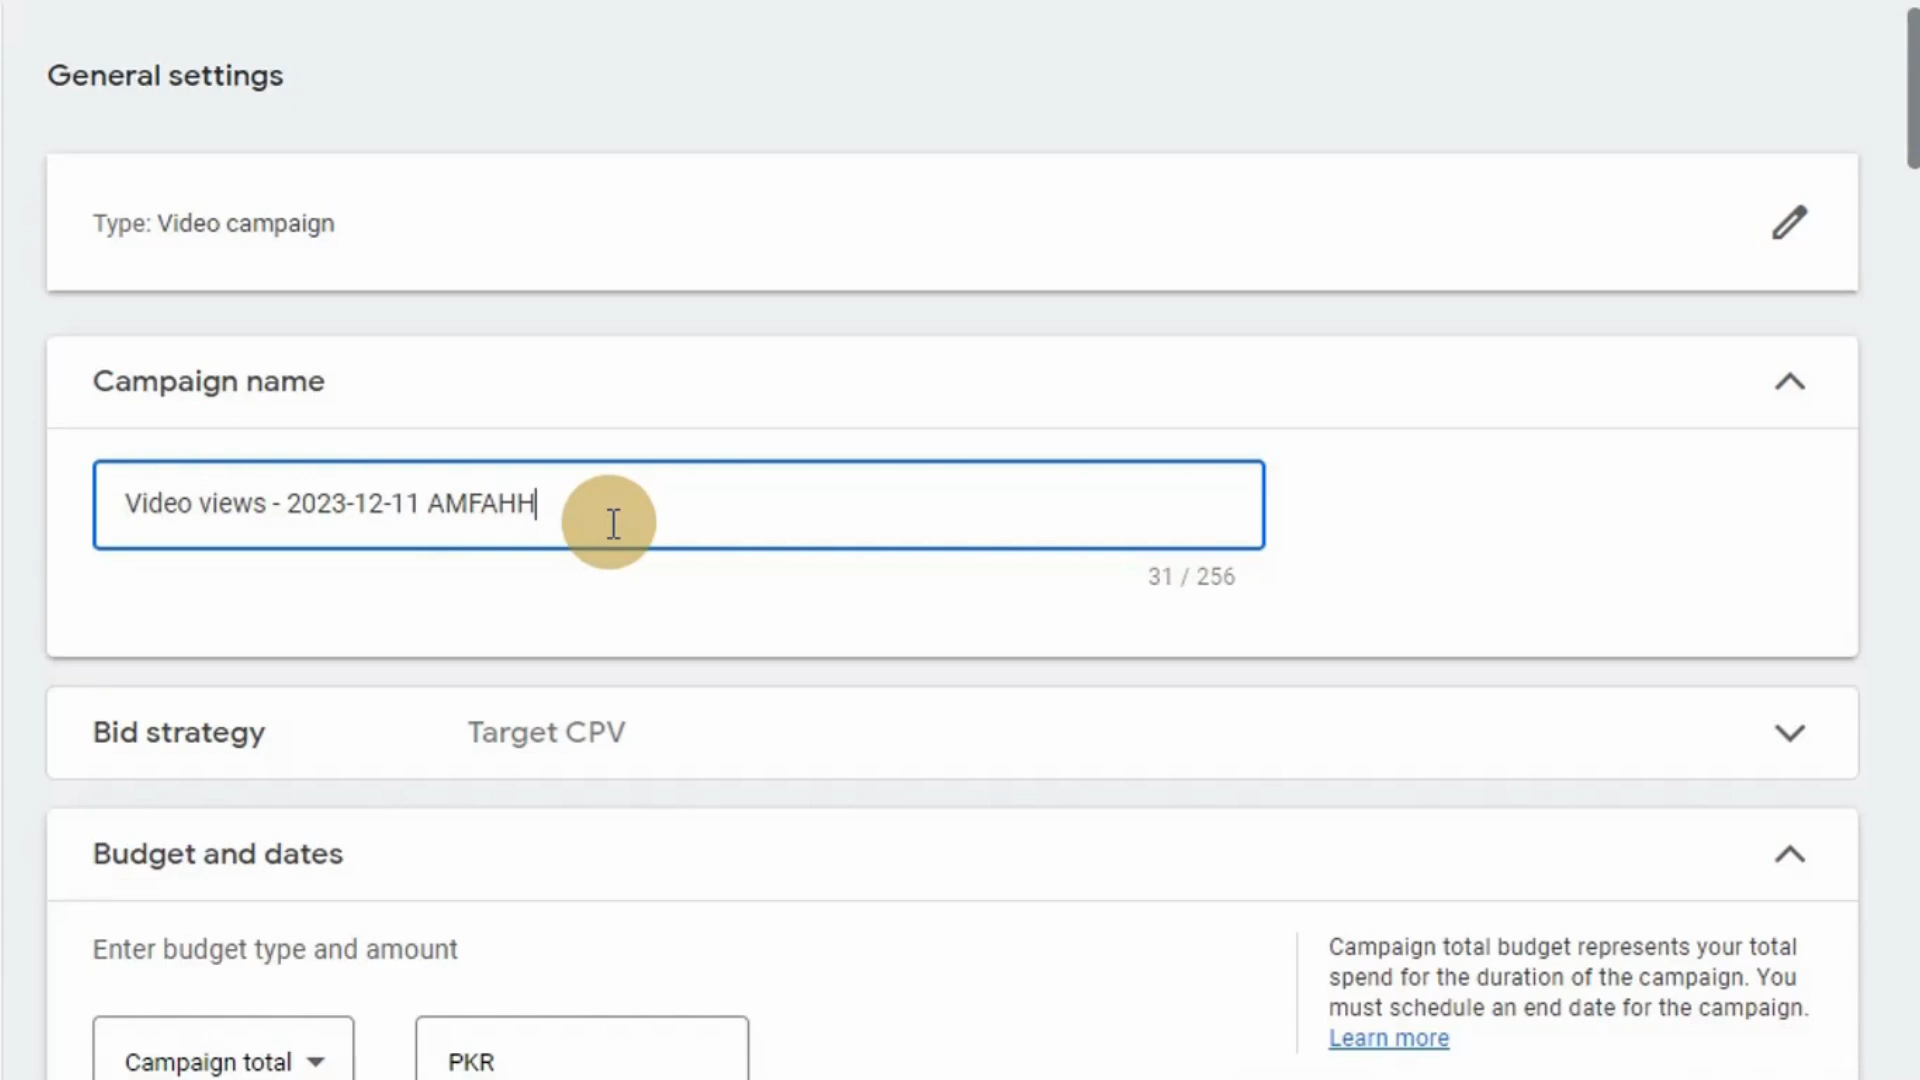 General settings
Type: Video campaign
Campaign name
Video views - 2023-12-11 AMFAHH
31 / 256
Bid strategy Target CPV
Budget and dates
Enter budget type and amount
Campaign total budget represents your total
spend for the duration of the campaign. You
must schedule an end date for the campaign.
Learn more
Campaign total PKR